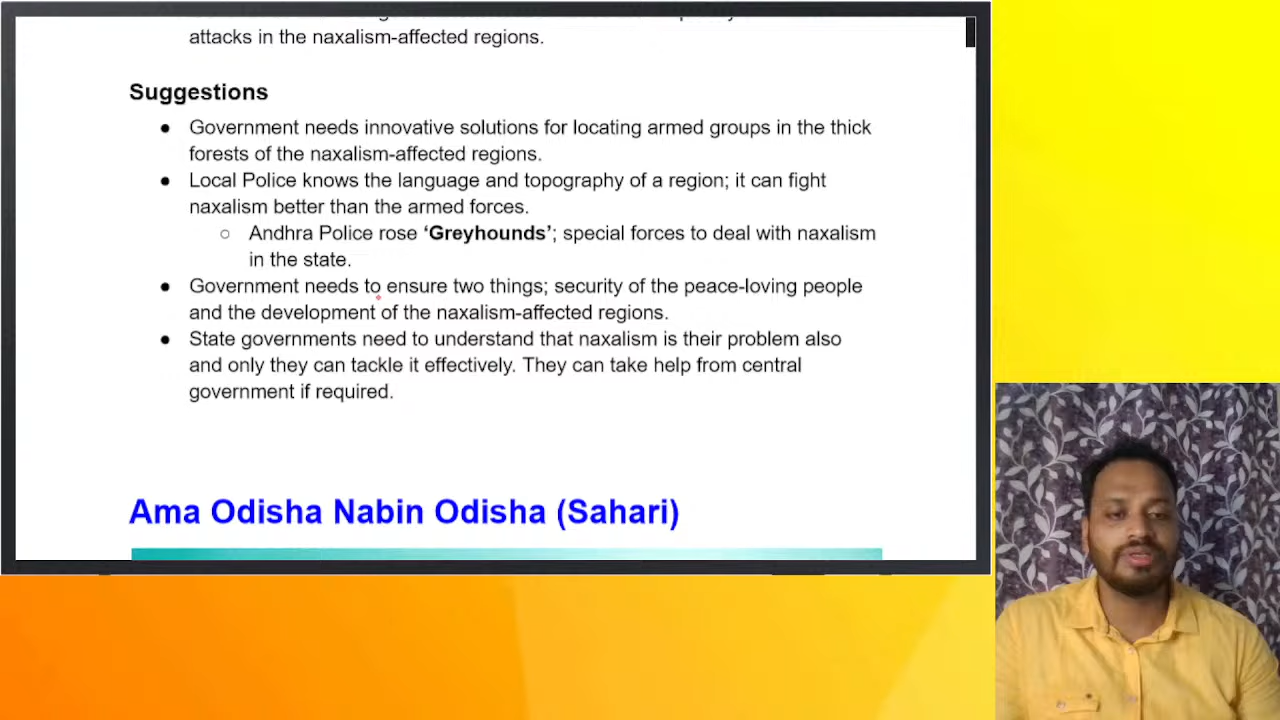 attacks in the naxalism-affected regions.
Suggestions
● Government needs innovative solutions for locating armed groups in the thick
forests of the naxalism-affected regions.
● Local Police knows the language and topography of a region; it can fight
naxalism better than the armed forces.
○ Andhra Police rose ‘Greyhounds’; special forces to deal with naxalism
in the state.
● Government needs to ensure two things; security of the peace-loving people
and the development of the naxalism-affected regions.
● State governments need to understand that naxalism is their problem also
and only they can tackle it effectively. They can take help from central
government if required.
Ama Odisha Nabin Odisha (Sahari)